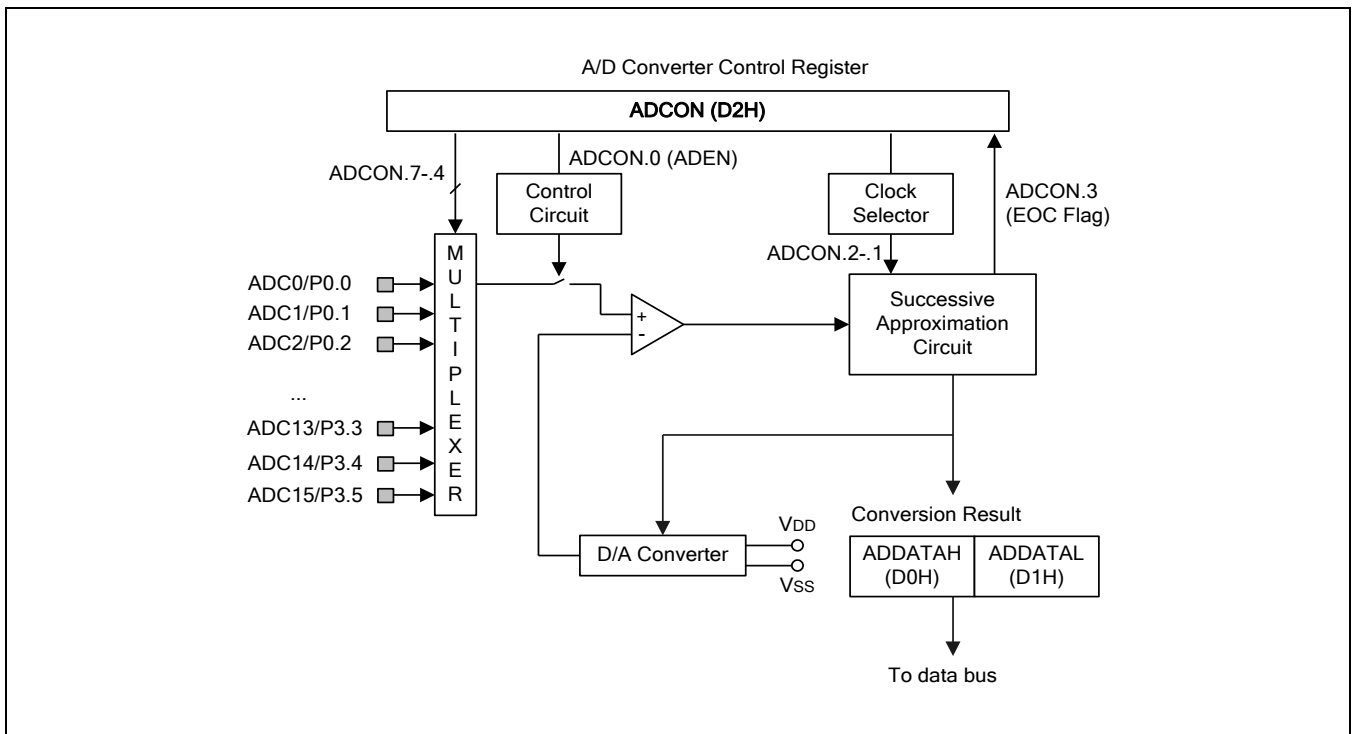 A/D Converter Control Register
ADCON (D2H)
ADCON.7-.4
ADCON.0 (ADEN)
Control
Circuit
Clock
Selector
ADCON.3
(EOC Flag)
ADCON.2-.1
MULTIPLEXER
ADC0/P0.0
ADC1/P0.1
ADC2/P0.2
...
ADC13/P3.3
ADC14/P3.4
ADC15/P3.5
+
-
Successive
Approximation
Circuit
D/A Converter
VDD
VSS
Conversion Result
ADDATAH
(D0H)
ADDATAL
(D1H)
To data bus